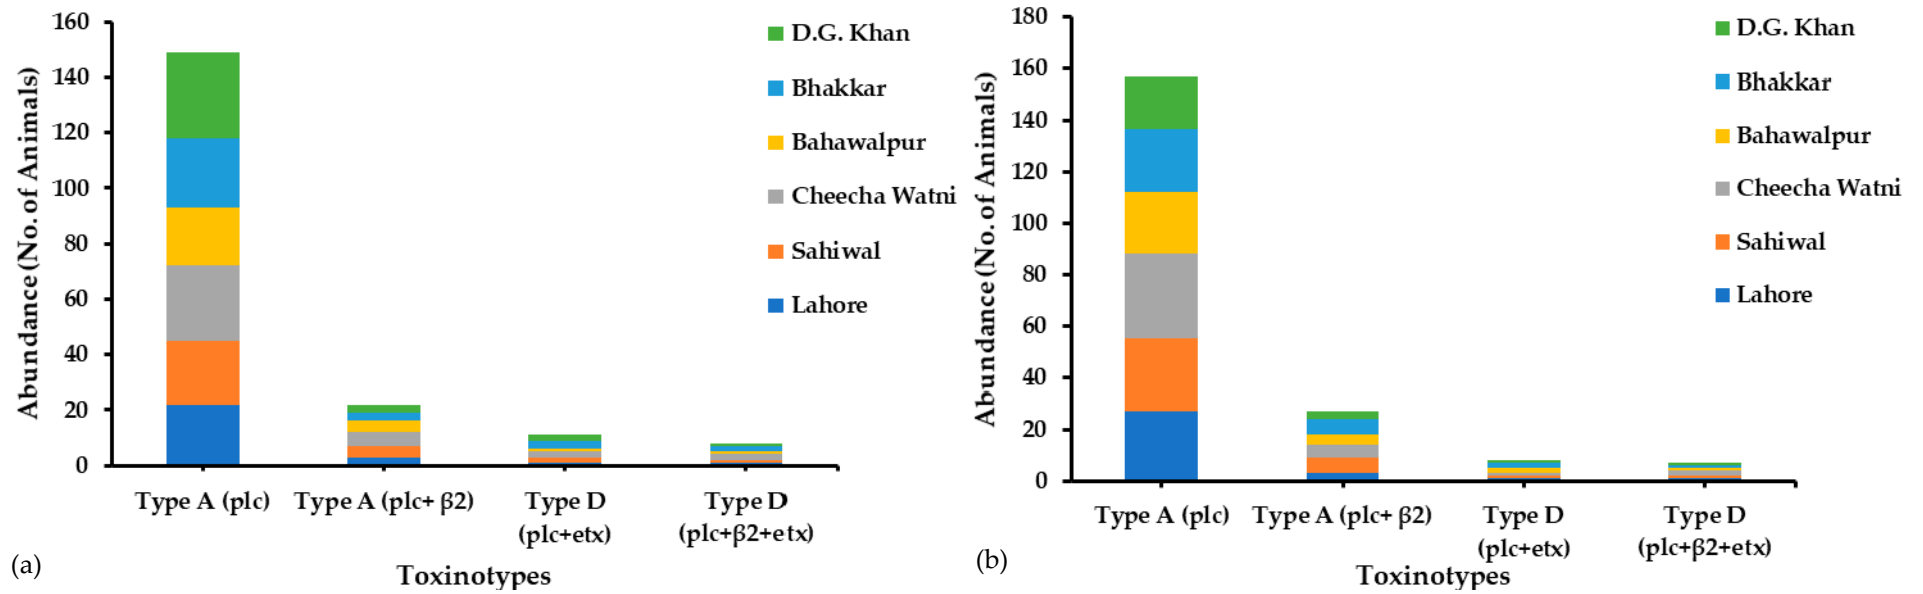 160
140
120
100
80
60
40
20
0
Abundance (No. of Animals)
D.G. Khan
Bhakkar
Bahawalpur
Cheecha Watni
Sahiwal
Lahore
Type A (plc)
Type A (plc+ β2)
Type D
(plc+etx)
Type D
(plc+β2+etx)
Toxinotypes
(a)
180
160
140
120
100
80
60
40
20
0
Abundance (No. of Animals)
D.G. Khan
Bhakkar
Bahawalpur
Cheecha Watni
Sahiwal
Lahore
Type A (plc)
Type A (plc+ β2)
Type D
(plc+etx)
Type D
(plc+β2+etx)
Toxinotypes
(b)